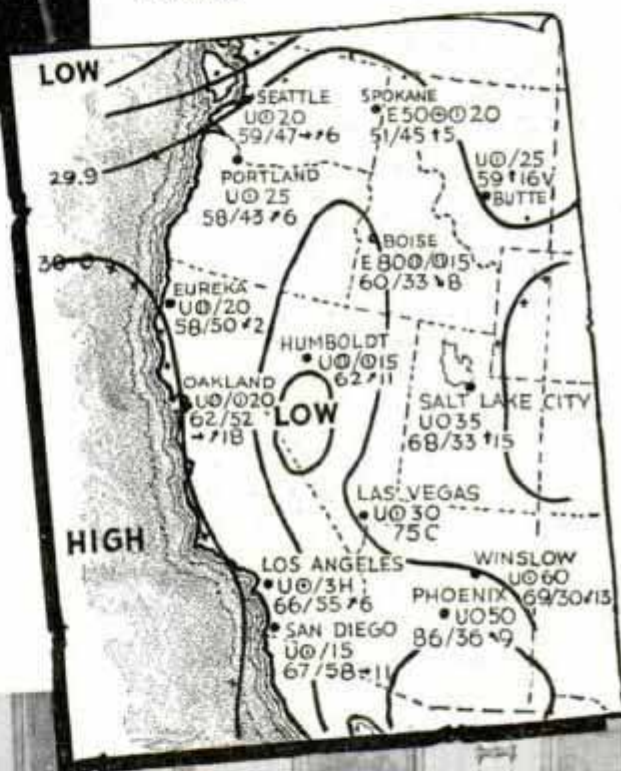 LOW
SEATTLE
U⦶20
59/47→↗6
SPOKANE
E50⊕⦶20
51/45↑5
29.9
PORTLAND
U⦶25
58/43↗6
U⦶/25
59↑16V
BUTTE
BOISE
E80⦶/⦶15
60/33↘8
EUREKA
U⦶/20
58/50↙2
HUMBOLDT
U⦶/⦶15
62↗11
OAKLAND
U⦶/⦶20
62/52
→↗18
LOW
SALT LAKE CITY
UO35
68/33↑15
HIGH
LAS VEGAS
U⦶30
75C
LOS ANGELES
U⦶/3H
66/55↗6
WINSLOW
U⦶60
69/30↙13
PHOENIX
UO50
86/36↖9
SAN DIEGO
U⦶/15
67/58→11